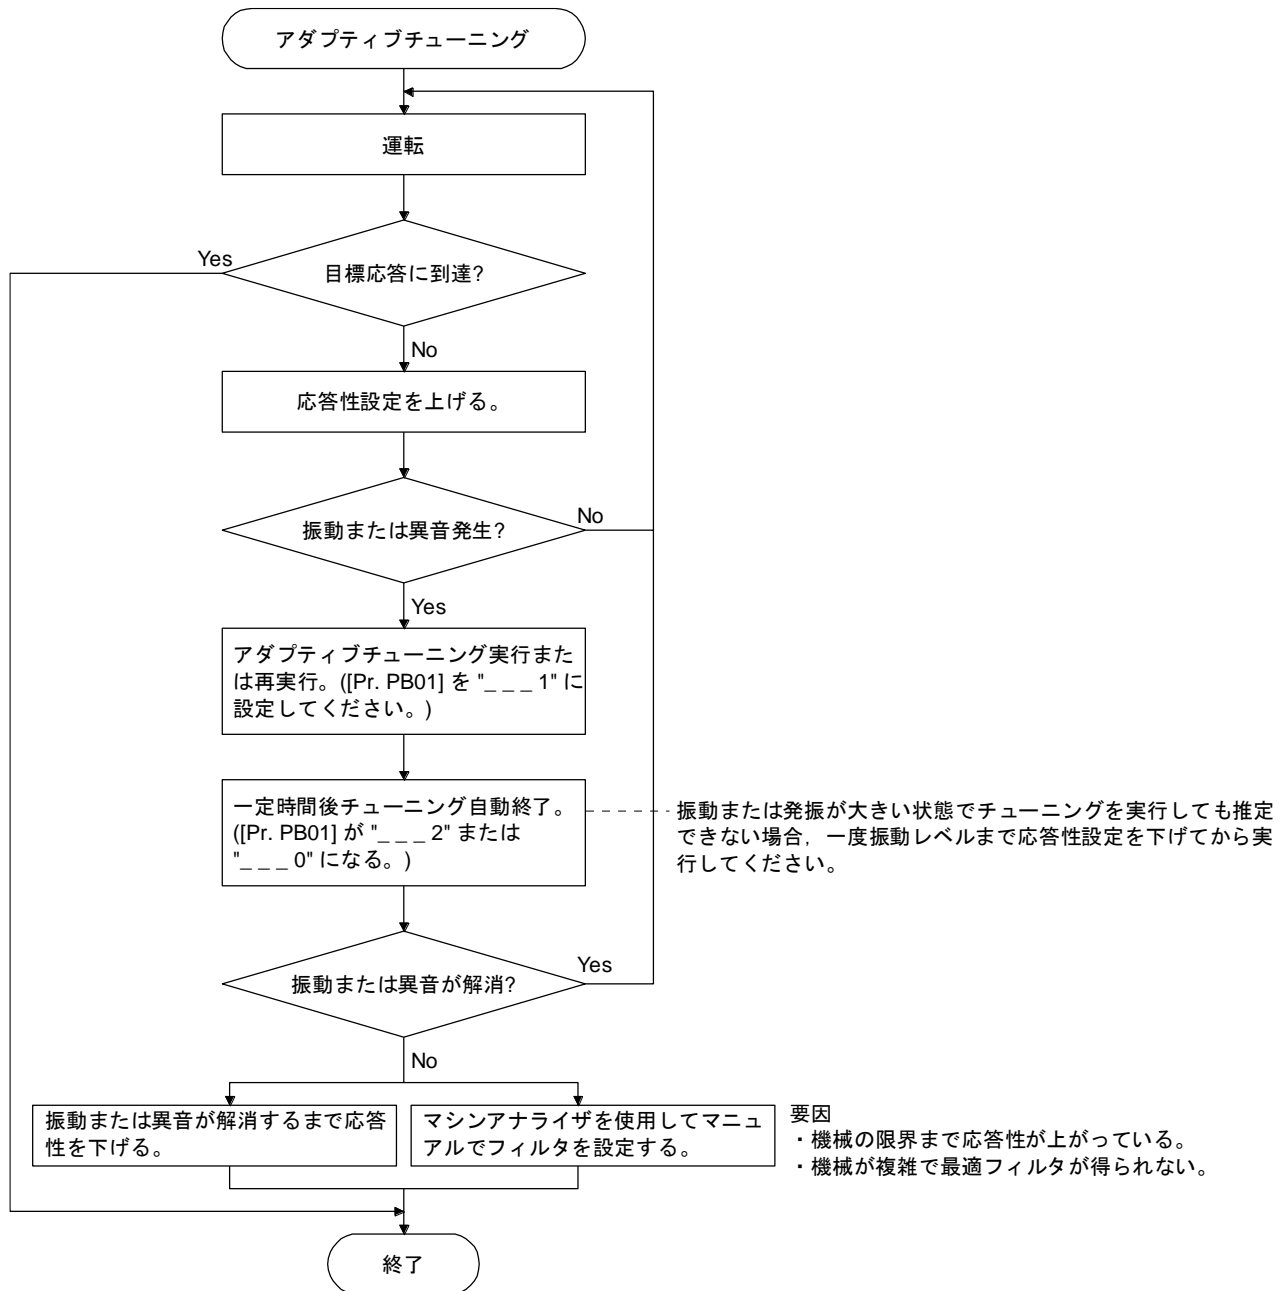 アダプティブチューニング
運転
Yes
目標応答に到達?
No
応答性設定を上げる。
振動または異音発生?
No
Yes
アダプティブチューニング実行また
は再実行。([Pr. PB01] を "_ _ _ 1" に
設定してください。)
一定時間後チューニング自動終了。
([Pr. PB01] が "_ _ _ 2" または
"_ _ _ 0" になる。)
振動または発振が大きい状態でチューニングを実行しても推定
できない場合，一度振動レベルまで応答性設定を下げてから実
行してください。
振動または異音が解消?
Yes
No
振動または異音が解消するまで応答
性を下げる。
マシンアナライザを使用してマニュ
アルでフィルタを設定する。
要因
・機械の限界まで応答性が上がっている。
・機械が複雑で最適フィルタが得られない。
終了